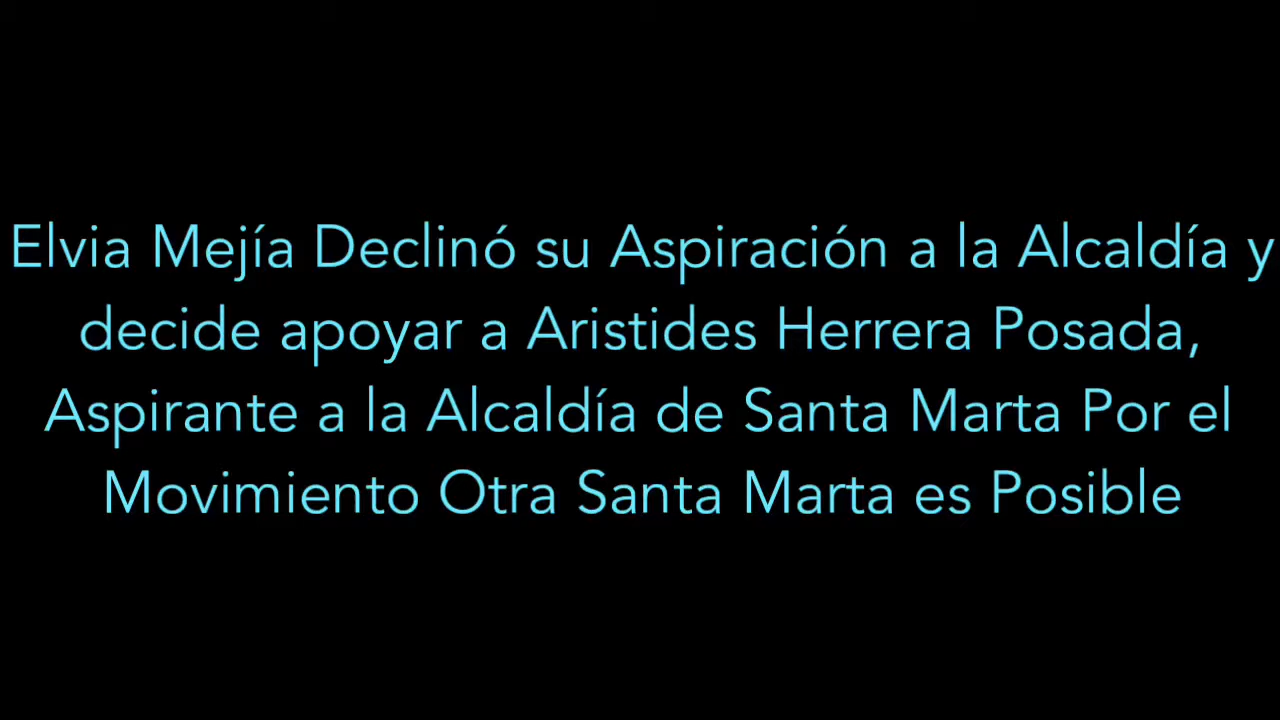 Elvia Mejía Declinó su Aspiración a la Alcaldía y
decide apoyar a Aristides Herrera Posada,
Aspirante a la Alcaldía de Santa Marta Por el
Movimiento Otra Santa Marta es Posible